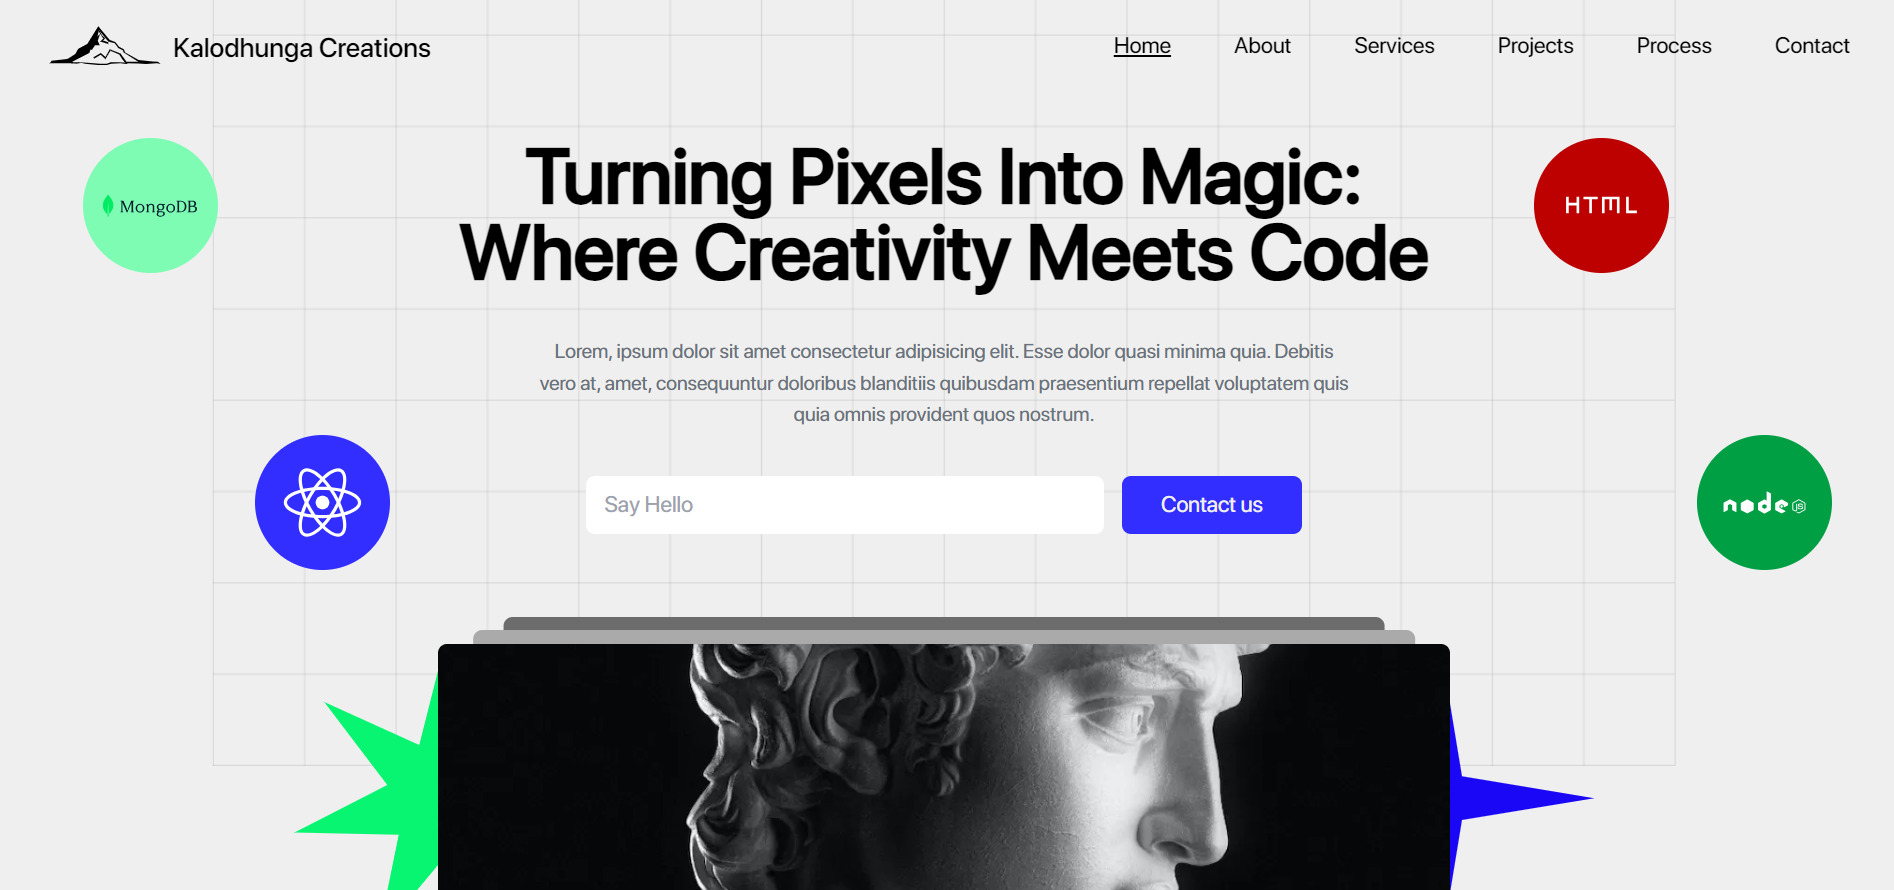 Kalodhunga Creations
Home About Services Projects Process Contact
MongoDB
Turning Pixels Into Magic:
Where Creativity Meets Code
HTML
Lorem, ipsum dolor sit amet consectetur adipisicing elit. Esse dolor quasi minima quia. Debitis
vero at, amet, consequuntur doloribus blanditiis quibusdam praesentium repellat voluptatem quis
quia omnis provident quos nostrum.
Say Hello
Contact us
node JS